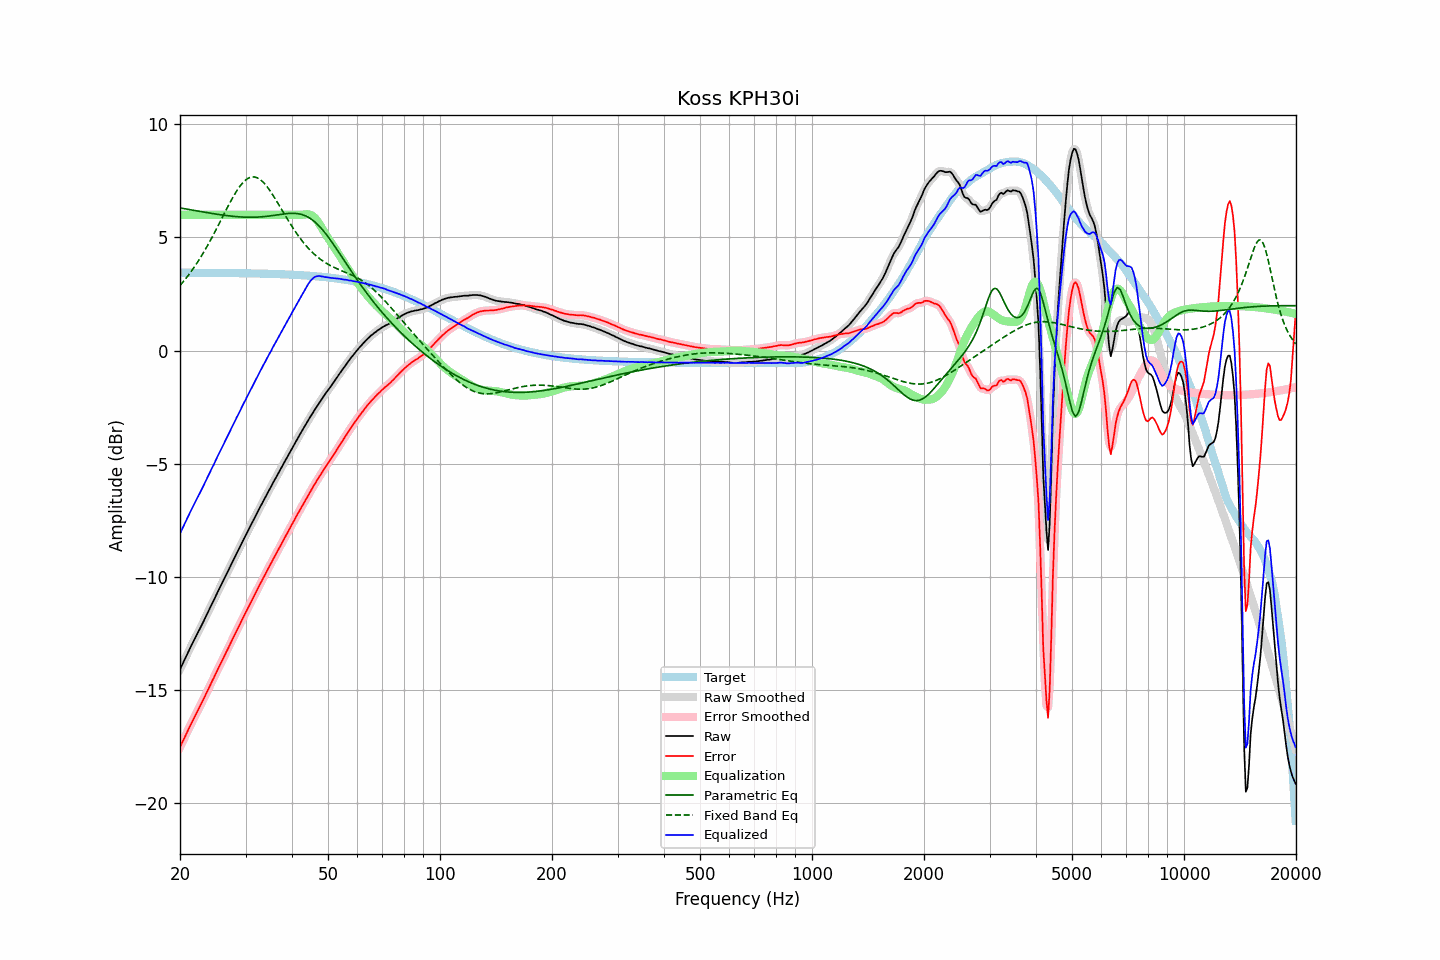 Koss KPH30i
10
5
0
−5
−10
−15
−20
Amplitude (dBr)
Target
Raw Smoothed
Error Smoothed
Raw
Error
Equalization
Parametric Eq
Fixed Band Eq
Equalized
20 50 100 200 500 1000 2000 5000 10000 20000
Frequency (Hz)